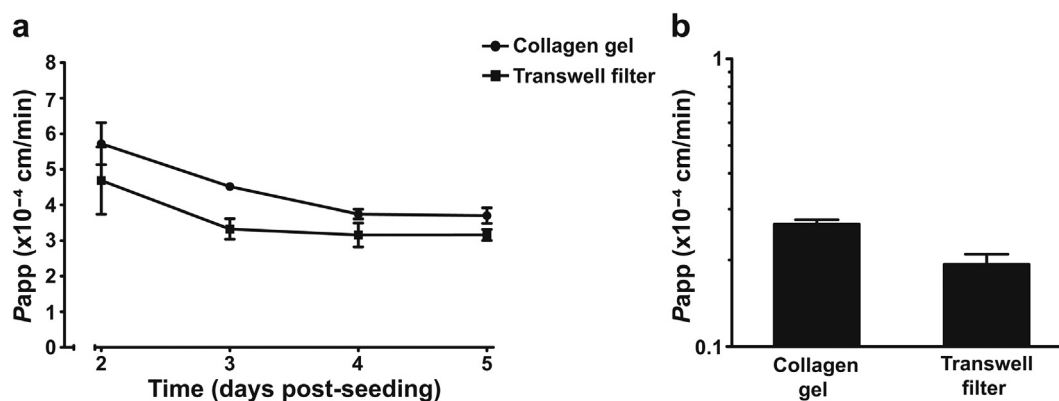 a
Collagen gel
Transwell filter
Papp (x10⁻⁴ cm/min)
8
7
6
5
4
3
2
1
0
2
3
4
5
Time (days post-seeding)
b
Papp (x10⁻⁴ cm/min)
1
0.1
Collagen
gel
Transwell
filter